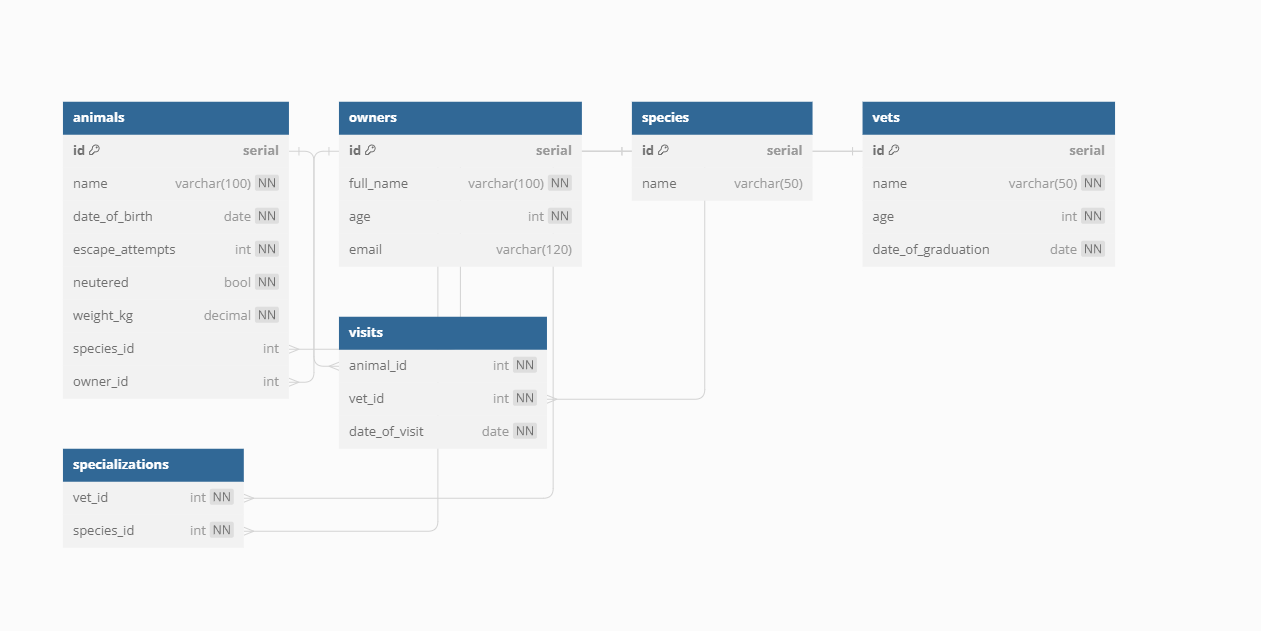 animals
id serial
name varchar(100) NN
date_of_birth date NN
escape_attempts int NN
neutered bool NN
weight_kg decimal NN
species_id int
owner_id int
owners
id serial
full_name varchar(100) NN
age int NN
email varchar(120)
species
id serial
name varchar(50)
vets
id serial
name varchar(50) NN
age int NN
date_of_graduation date NN
visits
animal_id int NN
vet_id int NN
date_of_visit date NN
specializations
vet_id int NN
species_id int NN